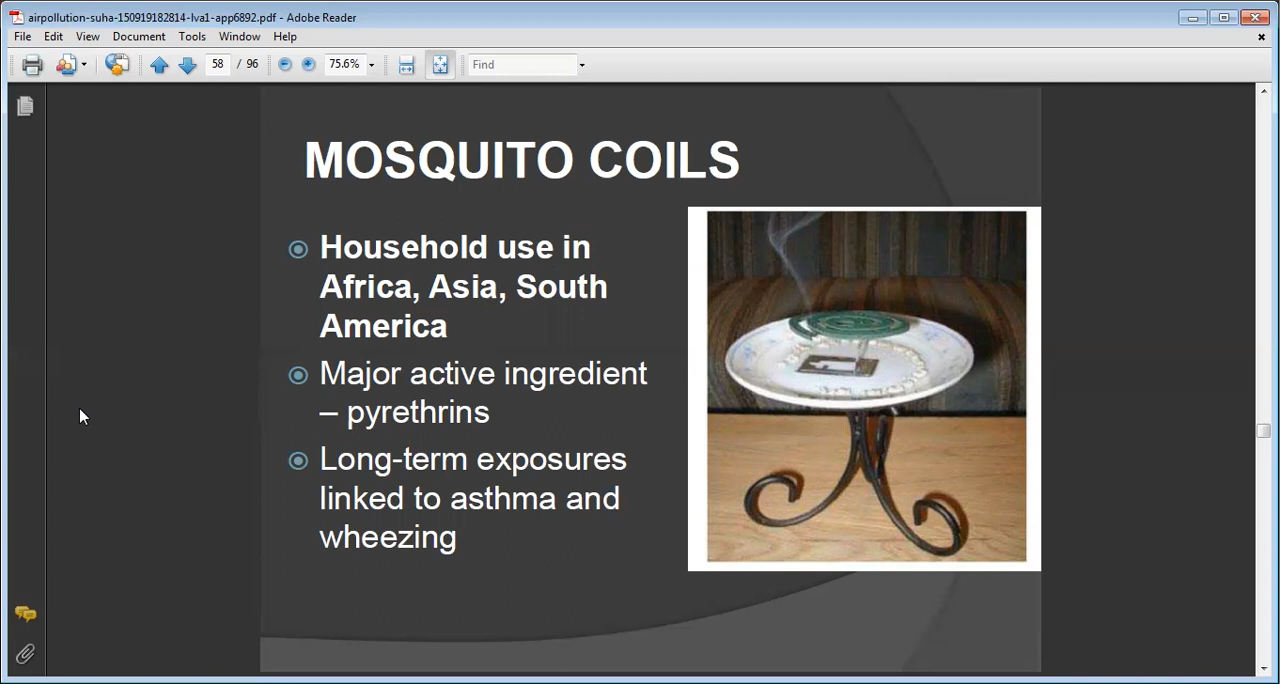 airpollution-suha-150919182814-lva1-app6892.pdf - Adobe Reader
File Edit View Document Tools Window Help
58 / 96 75.6% Find
MOSQUITO COILS
Household use in
Africa, Asia, South
America
Major active ingredient
– pyrethrins
Long-term exposures
linked to asthma and
wheezing